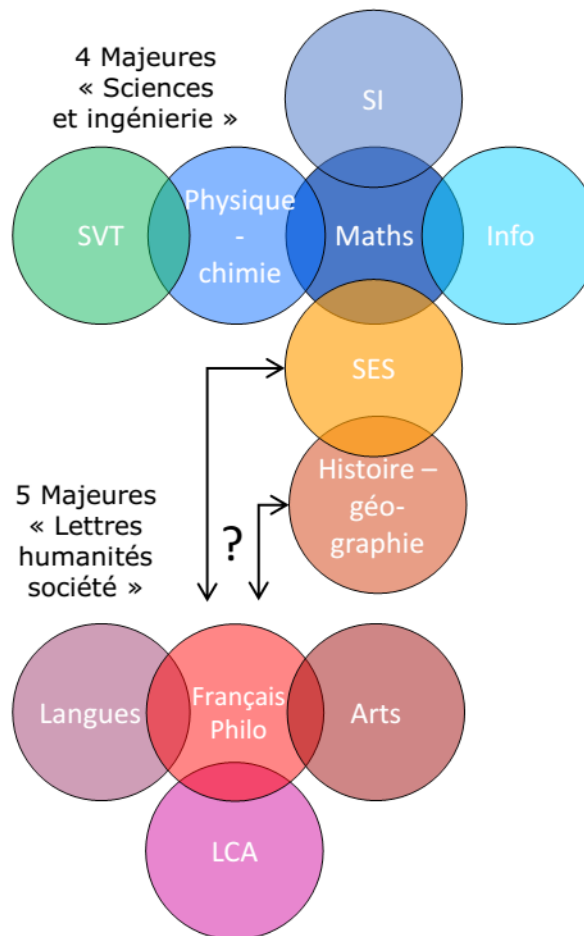 4 Majeures
« Sciences
et ingénierie »
SI
SVT
Physique
-
chimie
Maths
Info
SES
Histoire –
géo-
graphie
5 Majeures
« Lettres
humanités
société »
?
Langues
Français
Philo
Arts
LCA